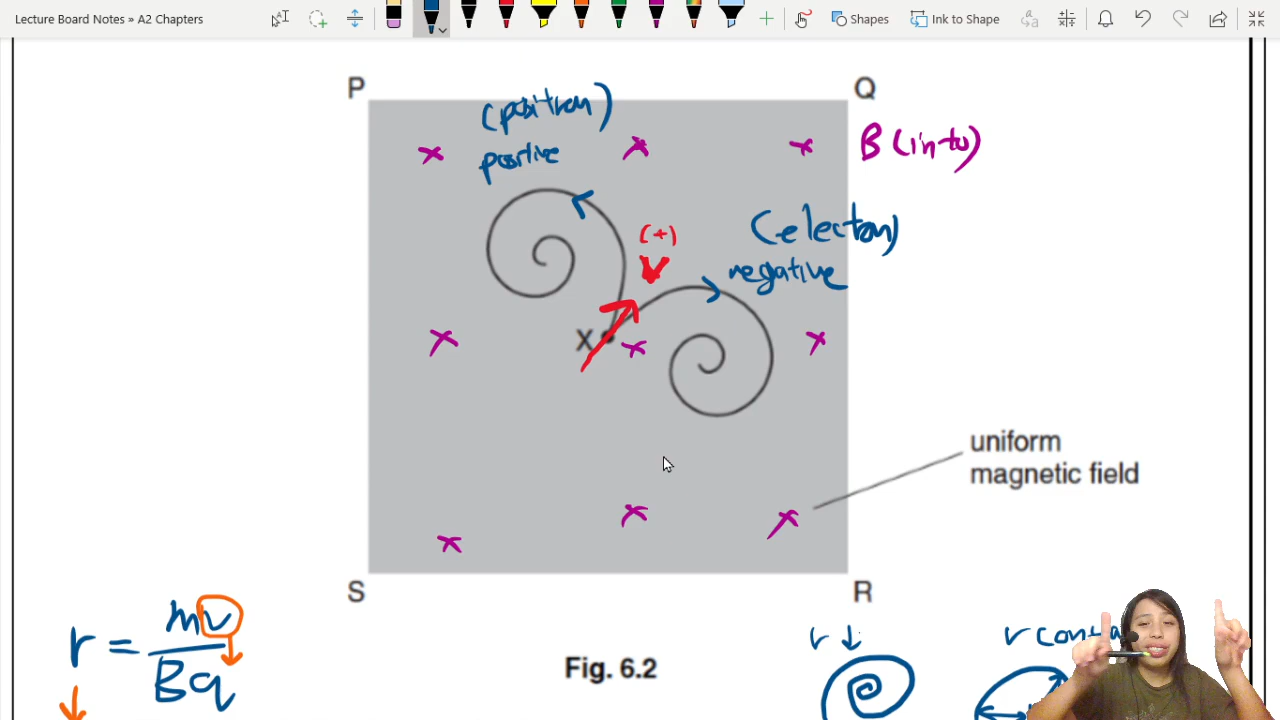 Lecture Board Notes » A2 Chapters
Shapes
Ink to Shape
P
Q
(positron)
positive
B (into)
(electron)
negative
(+)
X
uniform
magnetic field
S
R
r = mv / Bq
Fig. 6.2
r ↓